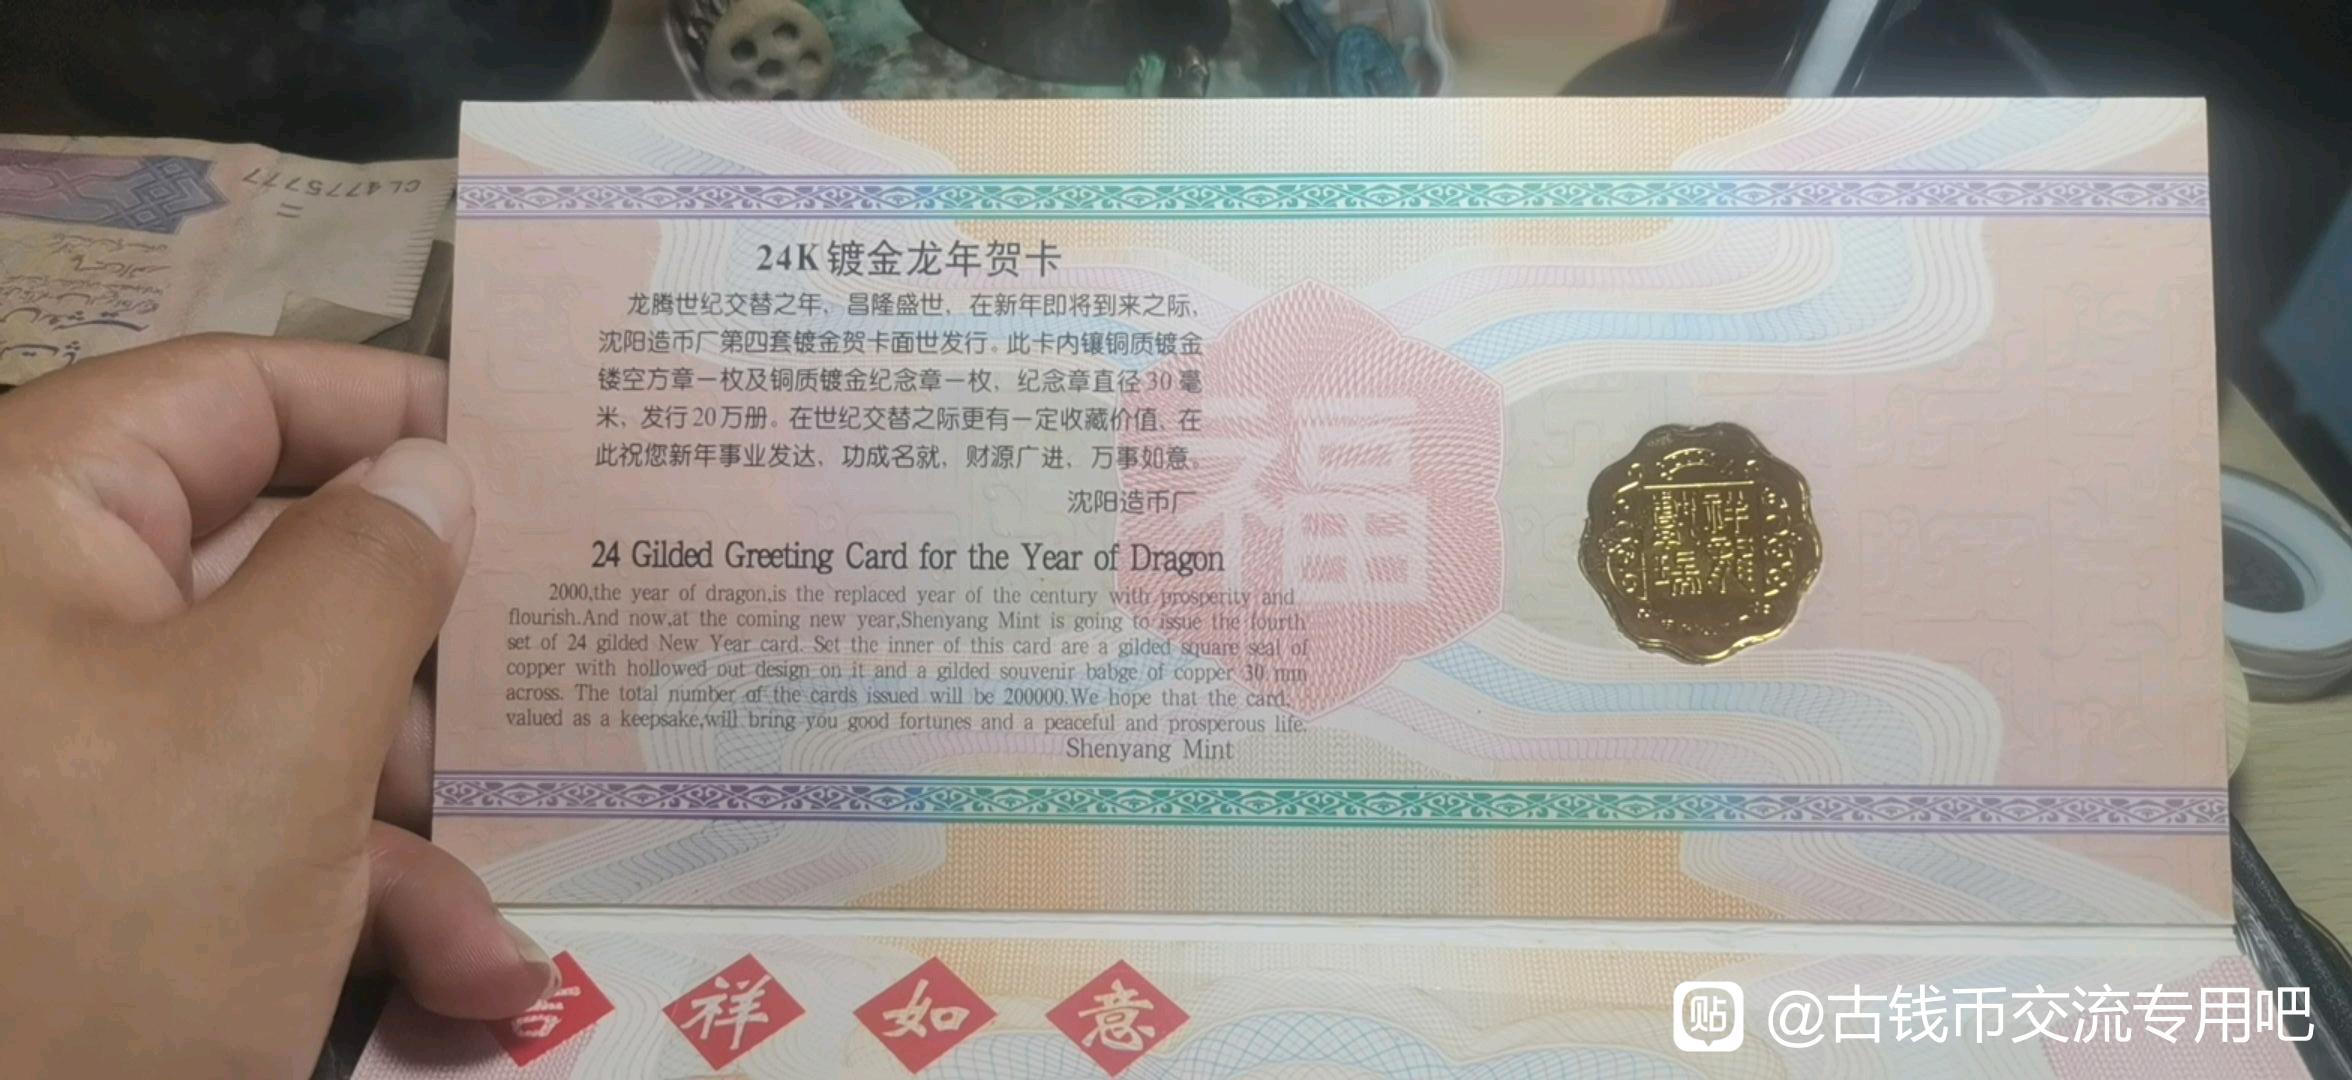 CL4775777
24K镀金龙年贺卡
龙腾世纪交替之年，昌隆盛世，在新年即将到来之际，
沈阳造币厂第四套镀金贺卡面世发行。此卡内镶铜质镀金
镂空方章一枚及铜质镀金纪念章一枚，纪念章直径30毫
米，发行20万册。在世纪交替之际更有一定收藏价值，在
此祝您新年事业发达，功成名就，财源广进，万事如意。
沈阳造币厂
福
24 Gilded Greeting Card for the Year of Dragon
2000,the year of dragon,is the replaced year of the century with prosperity and
flourish.And now,at the coming new year,Shenyang Mint is going to issue the fourth
set of 24 gilded New Year card. Set the inner of this card are a gilded square seal of
copper with hollowed out design on it and a gilded souvenir babge of copper 30 mm
across. The total number of the cards issued will be 200000.We hope that the card,
valued as a keepsake,will bring you good fortunes and a peaceful and prosperous life.
Shenyang Mint
祥
瑞
吉祥如意
贴 @古钱币交流专用吧